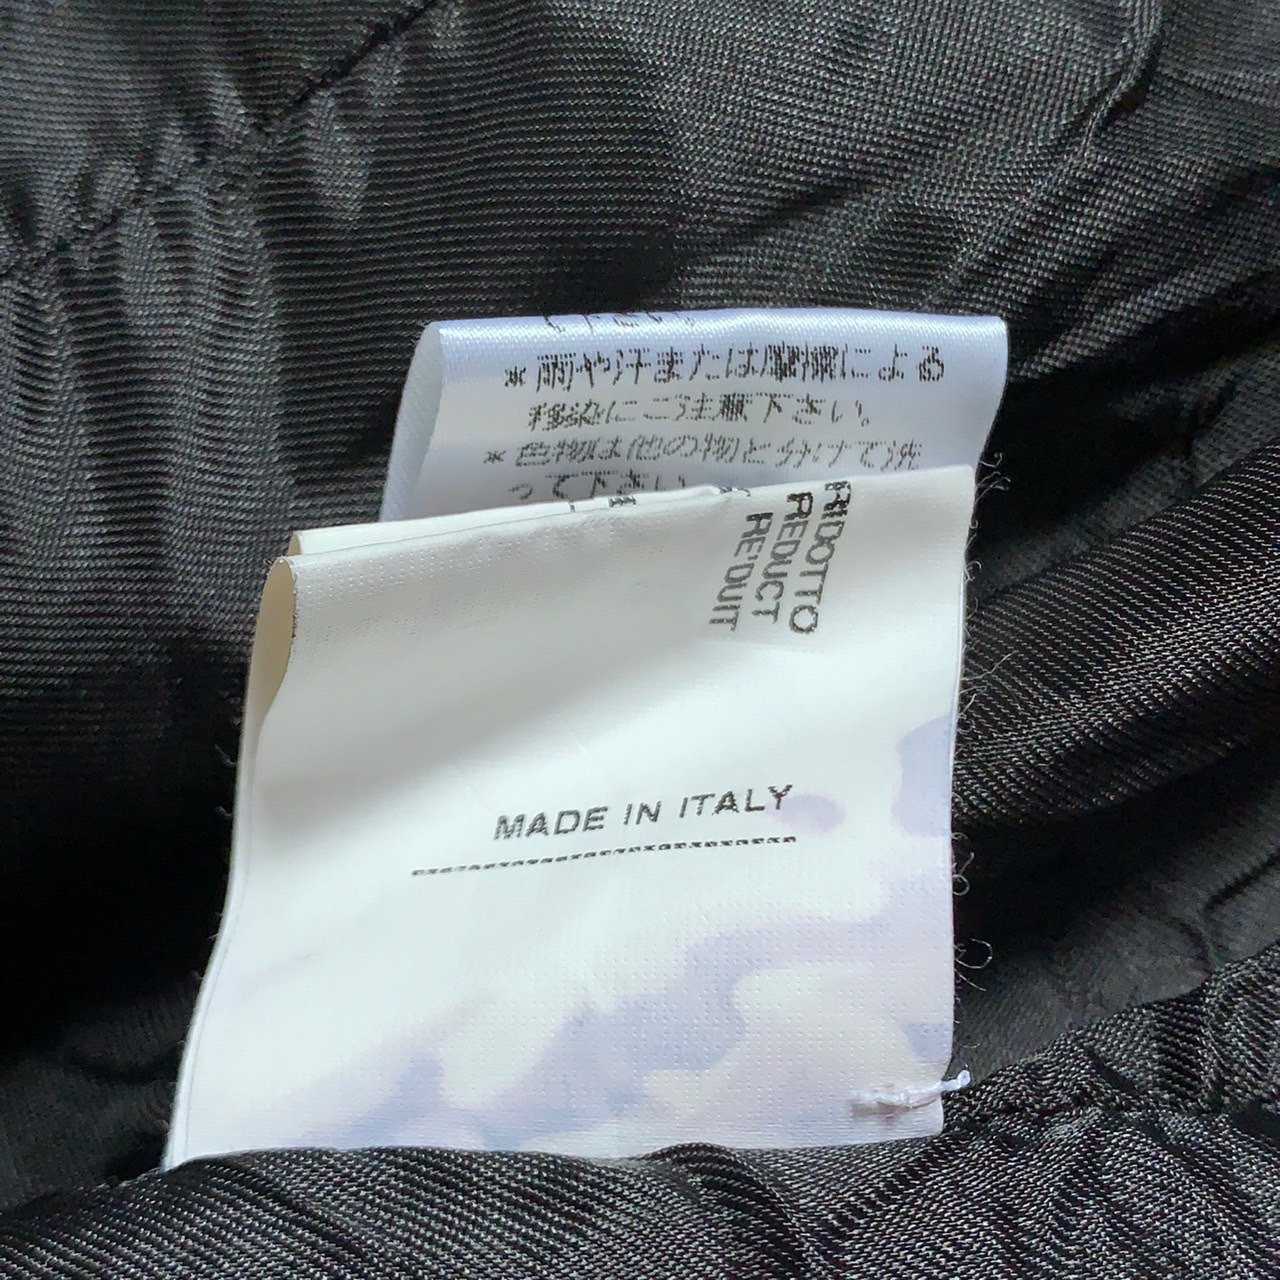 *雨や汗または摩擦による
移染にご注意下さい。
*色物は他の物と分けて洗
って下さい。
RIDOTTO
REDUCT
RE'DUIT
MADE IN ITALY